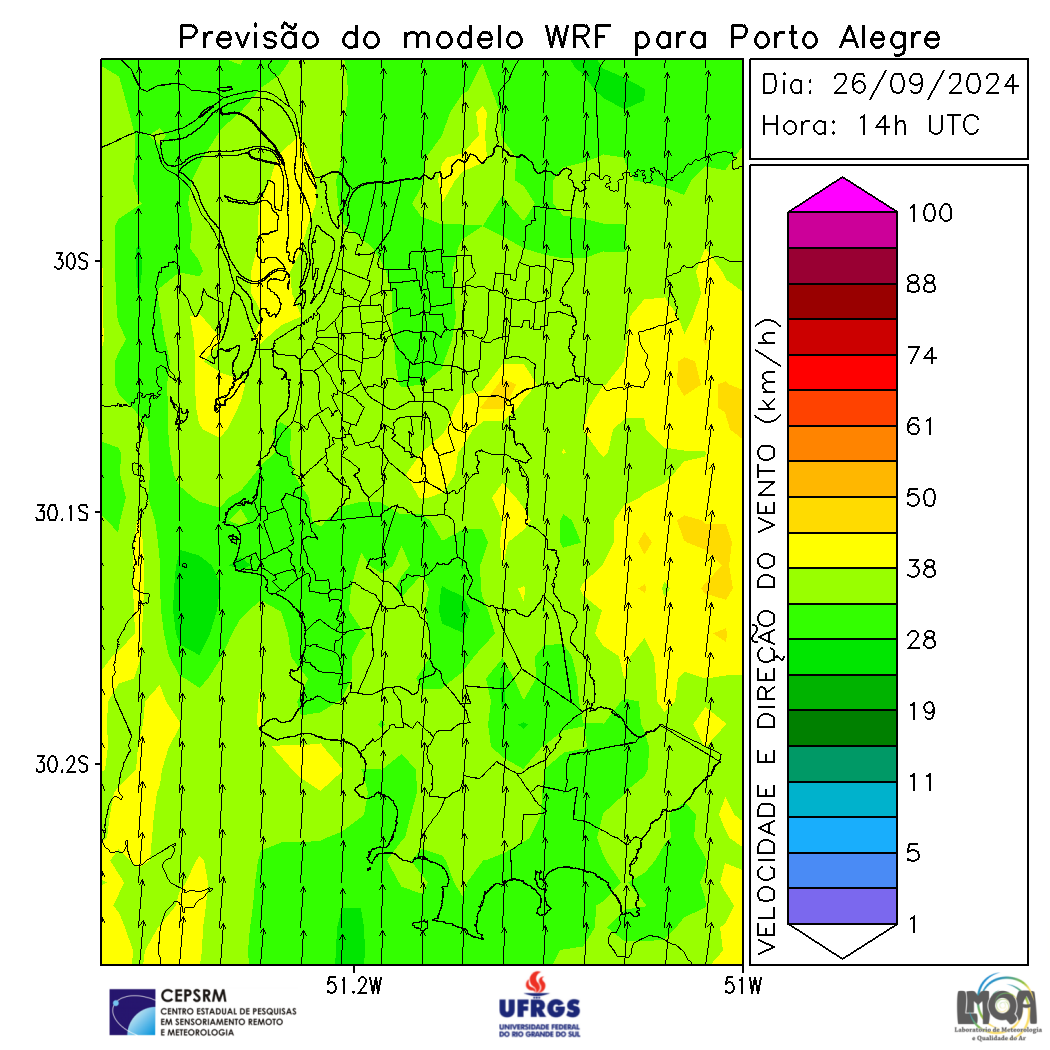 Previsão do modelo WRF para Porto Alegre
Dia: 26/09/2024
Hora: 14h UTC
30S
30.1S
30.2S
51.2W
51W
VELOCIDADE E DIREÇÃO DO VENTO (km/h)
100
88
74
61
50
38
28
19
11
5
1
CEPSRM
CENTRO ESTADUAL DE PESQUISAS
EM SENSORIAMENTO REMOTO
E METEOROLOGIA
UFRGS
UNIVERSIDADE FEDERAL
DO RIO GRANDE DO SUL
LMQA
Laboratório de Meteorologia
e Qualidade do Ar